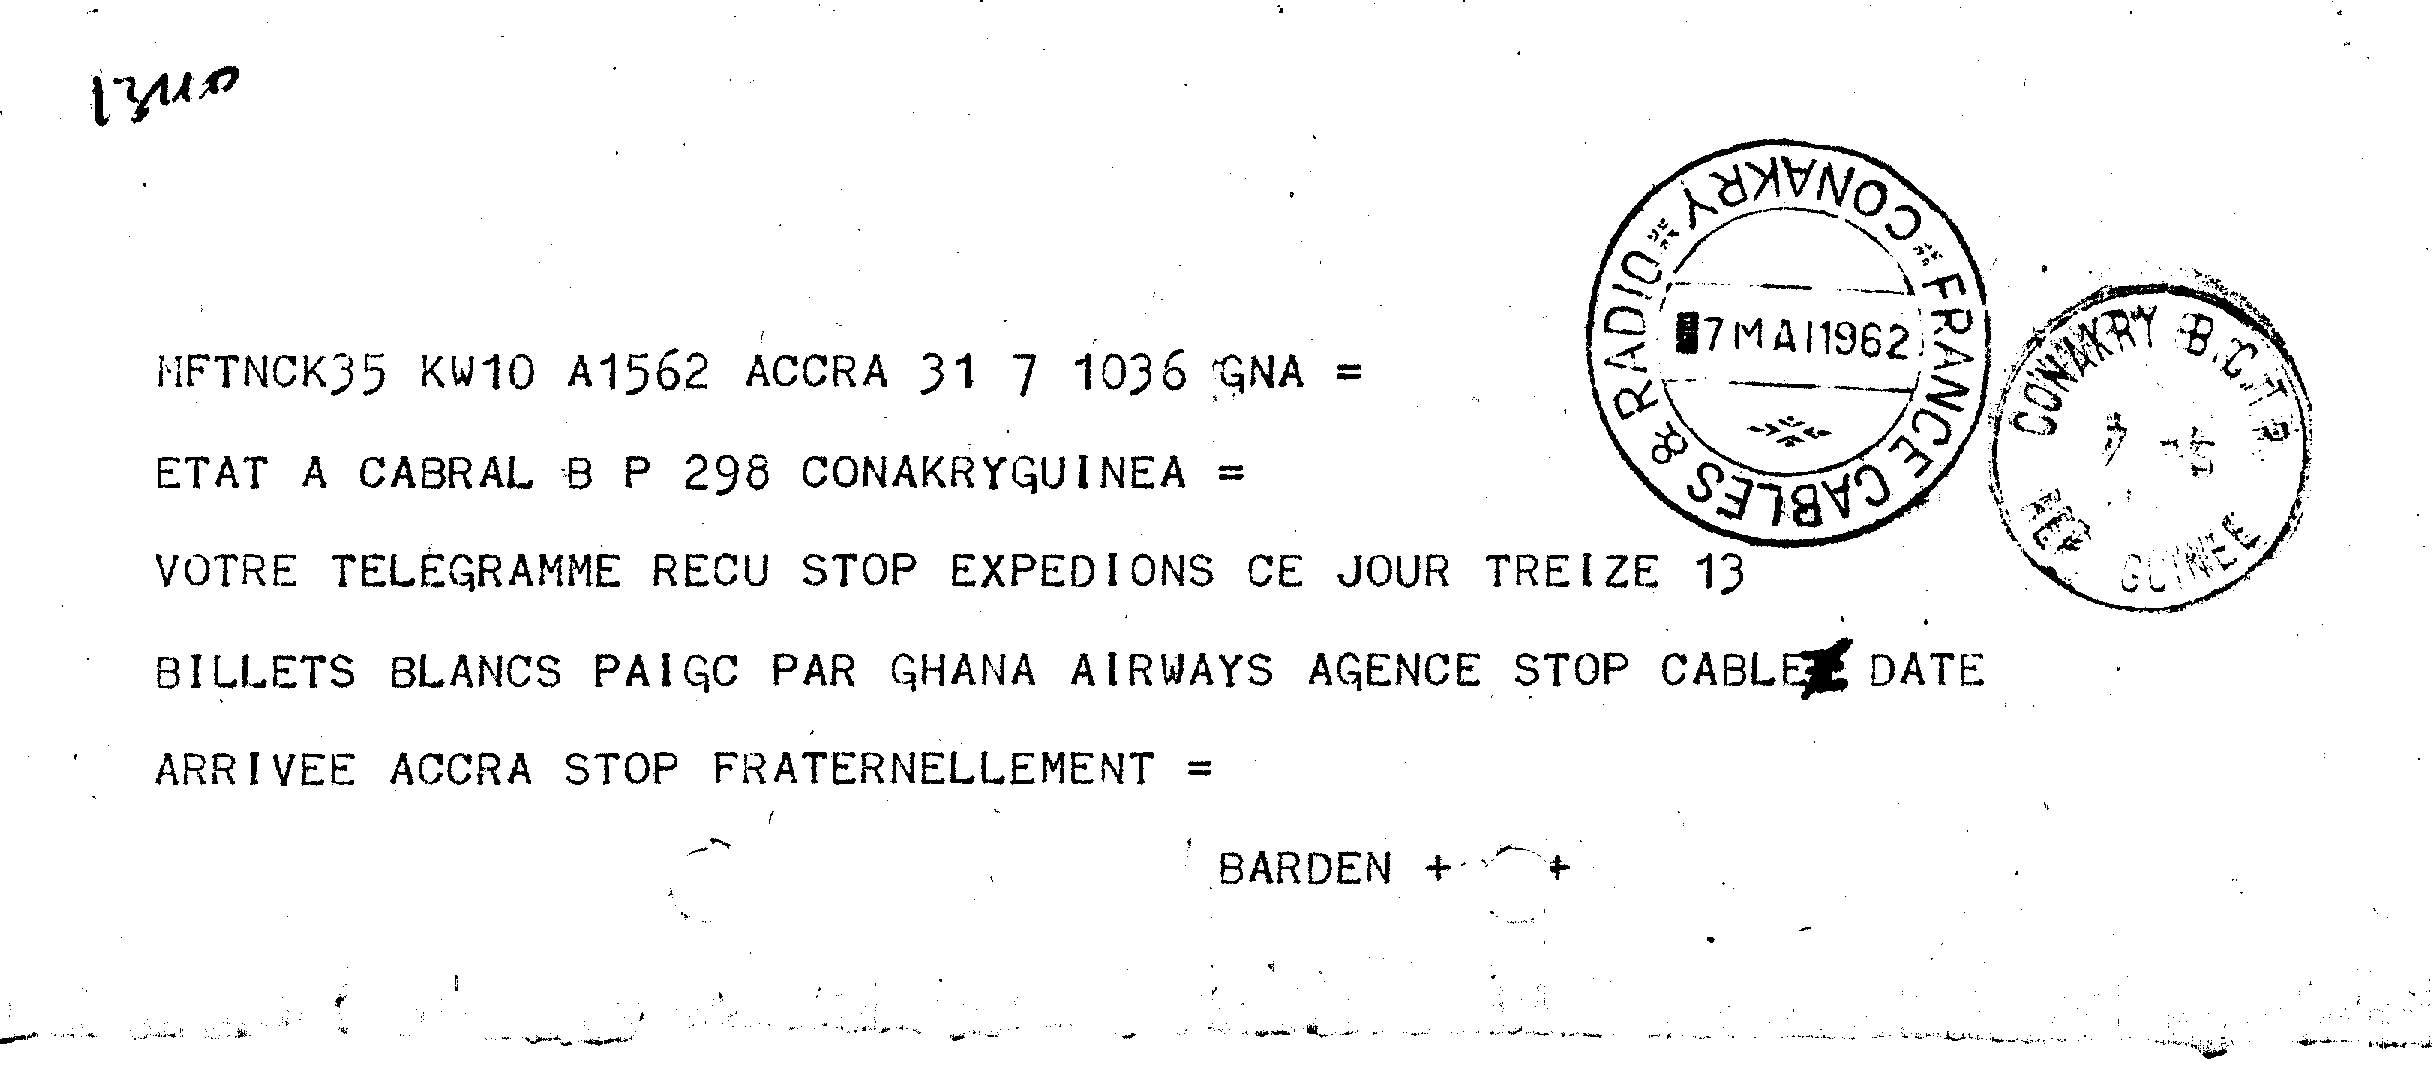 MFTNCK35 KW10 A1562 ACCRA 31 7 1036 GNA =
ETAT A CABRAL B P 298 CONAKRYGUINEA =
VOTRE TELEGRAMME RECU STOP EXPEDIONS CE JOUR TREIZE 13
BILLETS BLANCS PAIGC PAR GHANA AIRWAYS AGENCE STOP CABLEZ DATE
ARRIVEE ACCRA STOP FRATERNELLEMENT =
BARDEN + +
FRANCE CABLES & RADIO * CONAKRY *
7 MAI 1962
CONAKRY
REP GUINEE